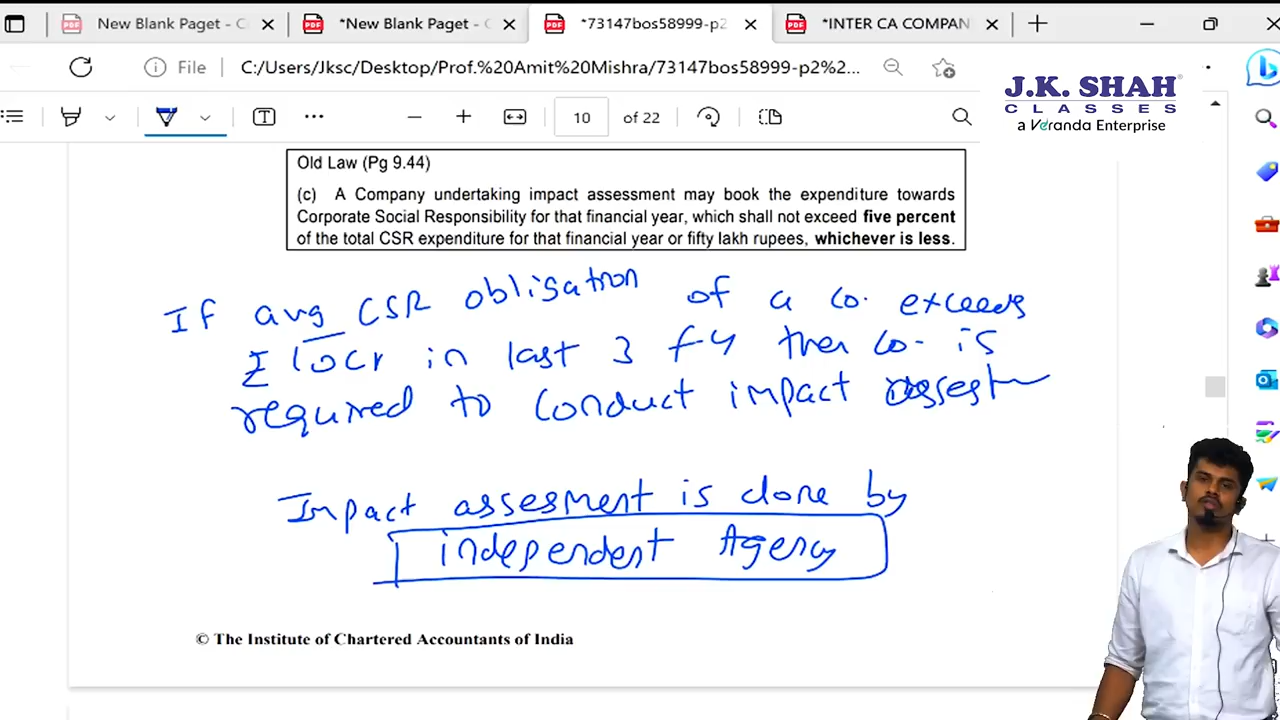 New Blank Paget - C
*New Blank Paget - C
*73147bos58999-p2
*INTER CA COMPAN
File
C:/Users/Jksc/Desktop/Prof.%20Amit%20Mishra/73147bos58999-p2%2...
J.K. SHAH
CLASSES
a Veranda Enterprise
10 of 22
Old Law (Pg 9.44)
(c) A Company undertaking impact assessment may book the expenditure towards
Corporate Social Responsibility for that financial year, which shall not exceed five percent
of the total CSR expenditure for that financial year or fifty lakh rupees, whichever is less.
If avg CSR obligation of a co. exceeds
₹ 10Cr in last 3 FY then co. is
required to conduct impact
Impact assesment is done by
independent Agency
© The Institute of Chartered Accountants of India